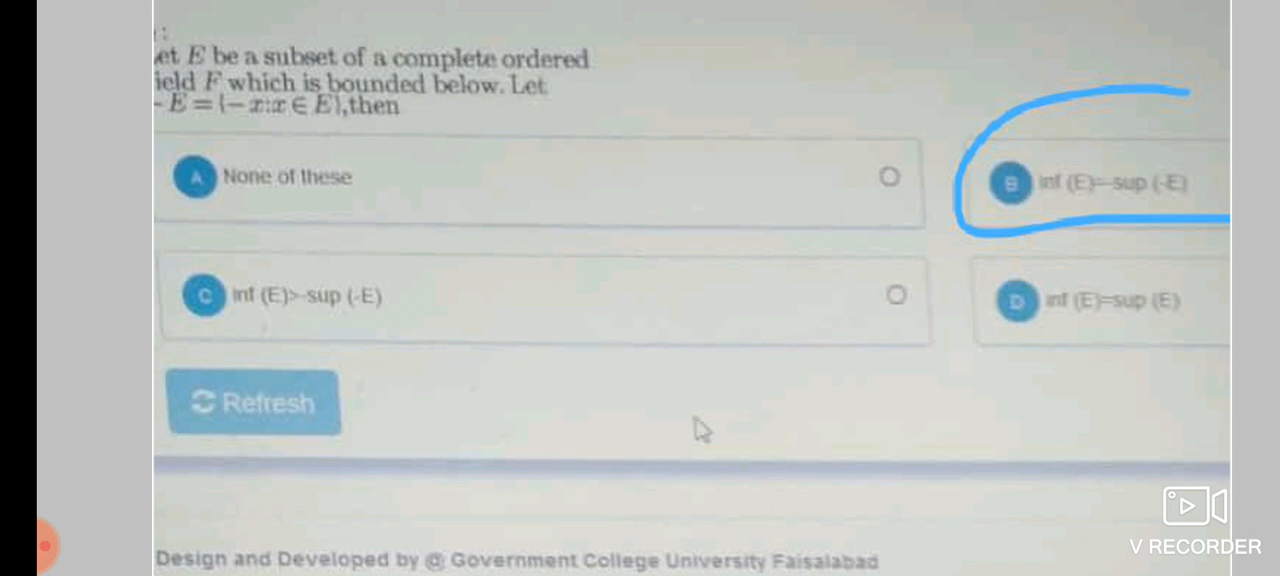 :
et E be a subset of a complete ordered
ield F which is bounded below. Let
- E = {- x:x ∈ E},then
A None of these
B inf (E)=-sup (-E)
C inf (E)>-sup (-E)
D inf (E)=sup (E)
Refresh
Design and Developed by @ Government College University Faisalabad
V RECORDER